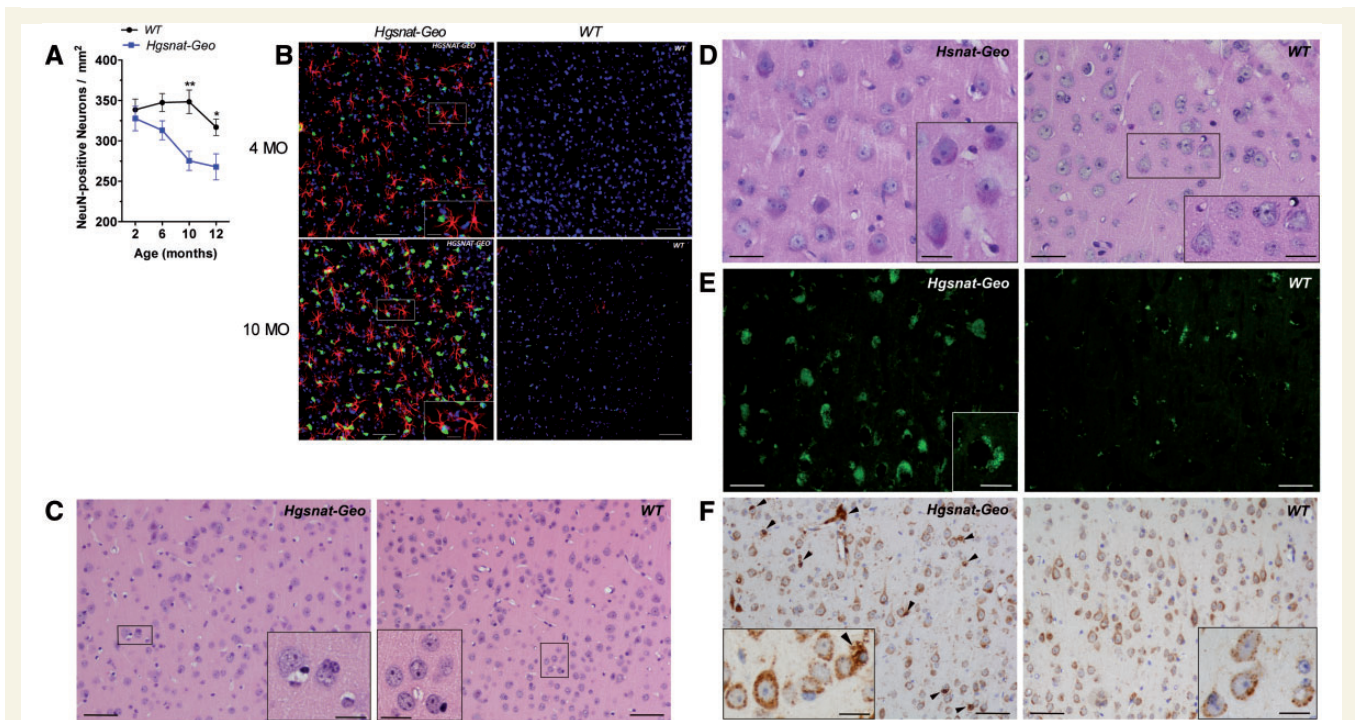 WT
Hgsnat-Geo
A
NeuN-positive Neurons / mm²
400
350
300
250
200
**
*
2 6 10 12
Age (months)
Hgsnat-Geo WT
B
HGSNAT-GEO
WT
4 MO
HGSNAT-GEO
WT
10 MO
C
Hgsnat-Geo
WT
D
Hsnat-Geo
WT
E
Hgsnat-Geo
WT
F
Hgsnat-Geo
WT